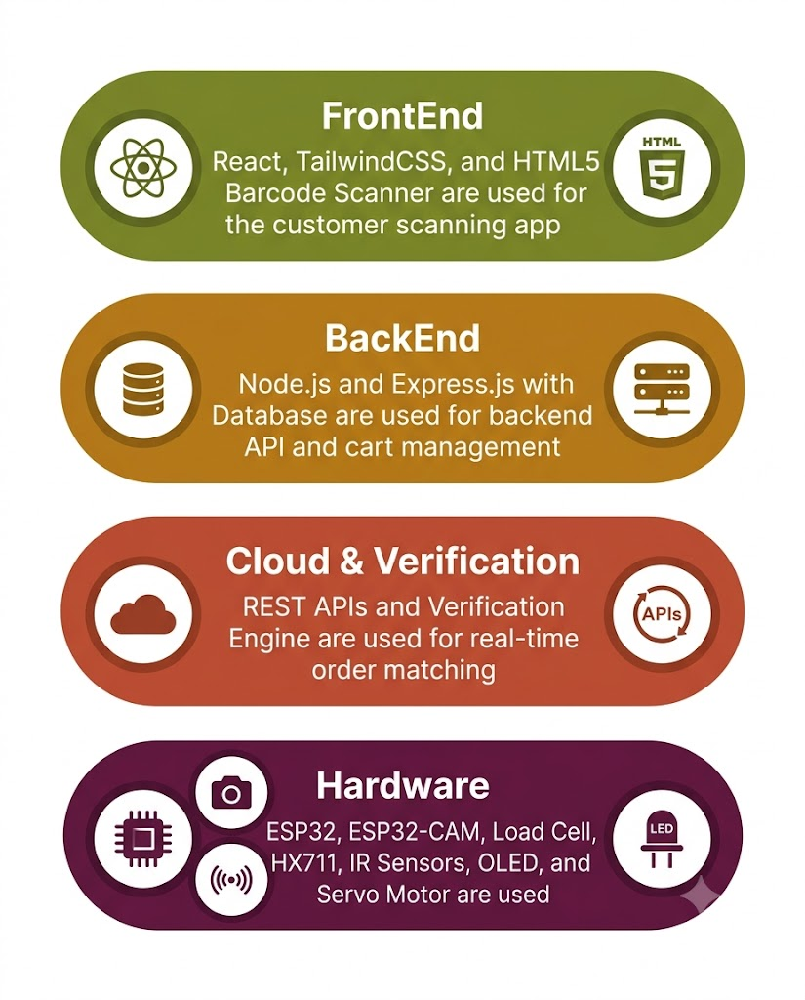 FrontEnd
HTML
5
React, TailwindCSS, and HTML5
Barcode Scanner are used for
the customer scanning app
BackEnd
Node.js and Express.js with
Database are used for backend
API and cart management
Cloud & Verification
REST APIs and Verification
Engine are used for real-time
order matching
APIs
Hardware
ESP32, ESP32-CAM, Load Cell,
HX711, IR Sensors, OLED, and
Servo Motor are used
LED